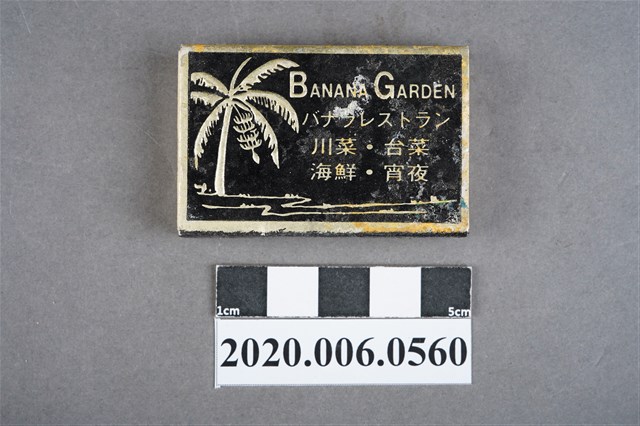 BANANA GARDEN
バナナレストラン
川菜・台菜
海鮮・宵夜
1cm 5cm
2020.006.0560